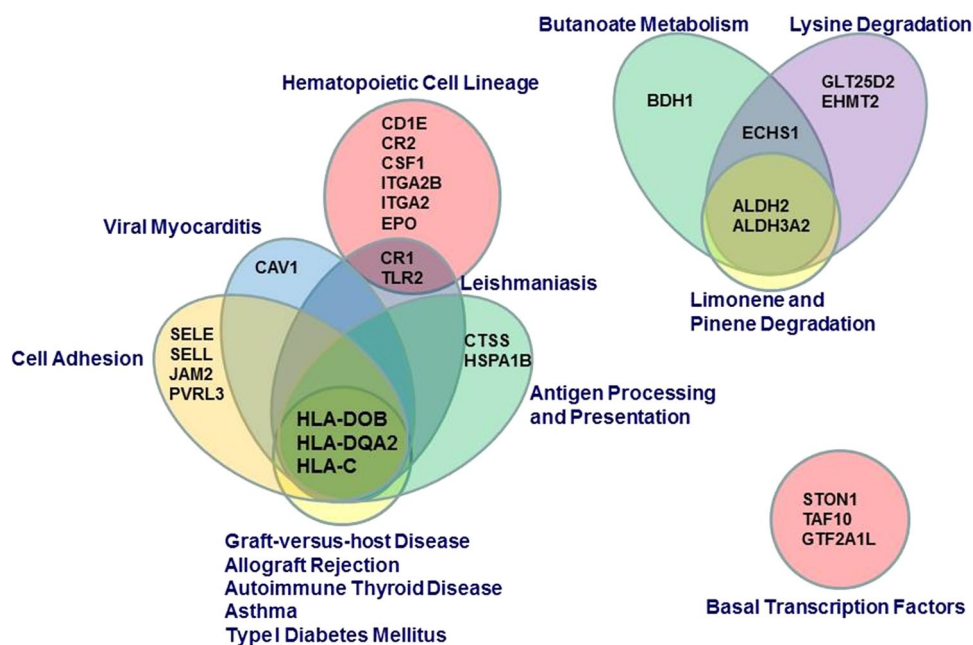 Butanoate Metabolism
Lysine Degradation
BDH1
GLT25D2
EHMT2
ECHS1
ALDH2
ALDH3A2
Limonene and
Pinene Degradation
Hematopoietic Cell Lineage
CD1E
CR2
CSF1
ITGA2B
ITGA2
EPO
Viral Myocarditis
CAV1
CR1
TLR2
Leishmaniasis
Cell Adhesion
SELE
SELL
JAM2
PVRL3
CTSS
HSPA1B
Antigen Processing
and Presentation
HLA-DOB
HLA-DQA2
HLA-C
Graft-versus-host Disease
Allograft Rejection
Autoimmune Thyroid Disease
Asthma
Type I Diabetes Mellitus
STON1
TAF10
GTF2A1L
Basal Transcription Factors